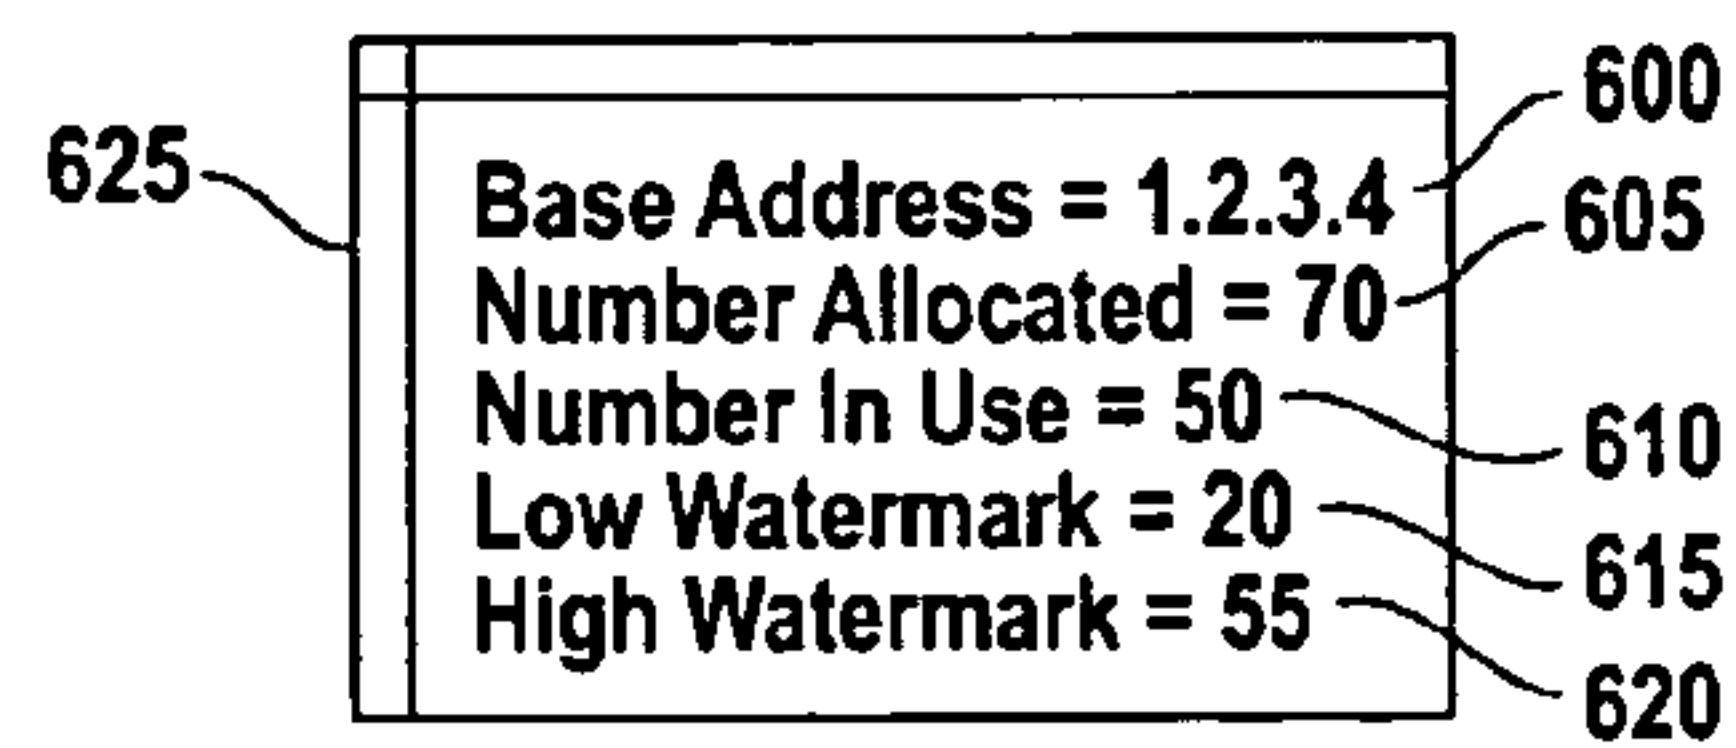 600
625
Base Address = 1.2.3.4
605
Number Allocated = 70
Number In Use = 50
610
Low Watermark = 20
615
High Watermark = 55
620